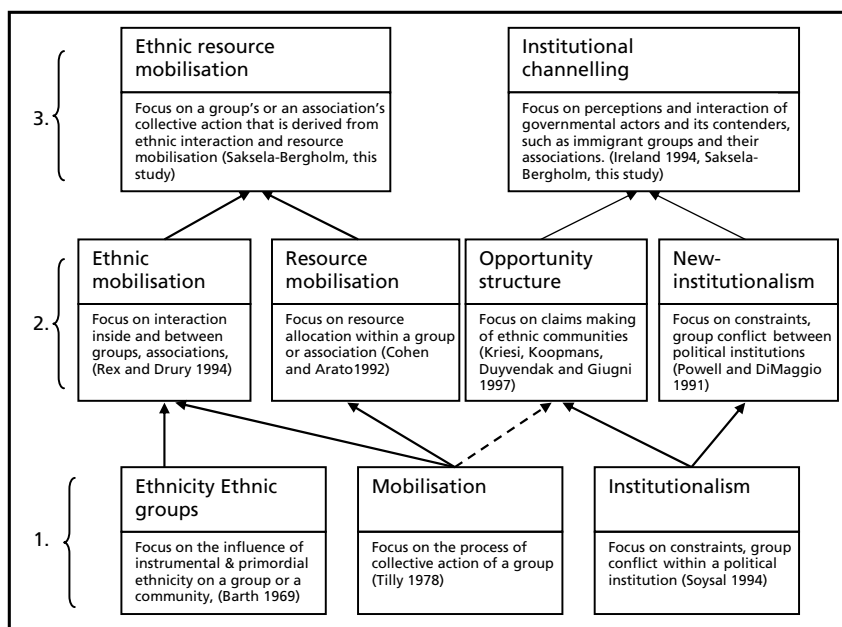 3.
Ethnic resource
mobilisation
Focus on a group's or an association's
collective action that is derived from
ethnic interaction and resource
mobilisation (Saksela-Bergholm, this
study)
Institutional
channelling
Focus on perceptions and interaction of
governmental actors and its contenders,
such as immigrant groups and their
associations. (Ireland 1994, Saksela-
Bergholm, this study)
2.
Ethnic
mobilisation
Focus on interaction
inside and between
groups, associations,
(Rex and Drury 1994)
Resource
mobilisation
Focus on resource
allocation within a group
or association (Cohen
and Arato1992)
Opportunity
structure
Focus on claims making
of ethnic communities
(Kriesi, Koopmans,
Duyvendak and Giugni
1997)
New-
institutionalism
Focus on constraints,
group conflict between
political institutions
(Powell and DiMaggio
1991)
1.
Ethnicity Ethnic
groups
Focus on the influence of
instrumental & primordial
ethnicity on a group or a
community, (Barth 1969)
Mobilisation
Focus on the process of
collective action of a group
(Tilly 1978)
Institutionalism
Focus on constraints, group
conflict within a political
institution (Soysal 1994)